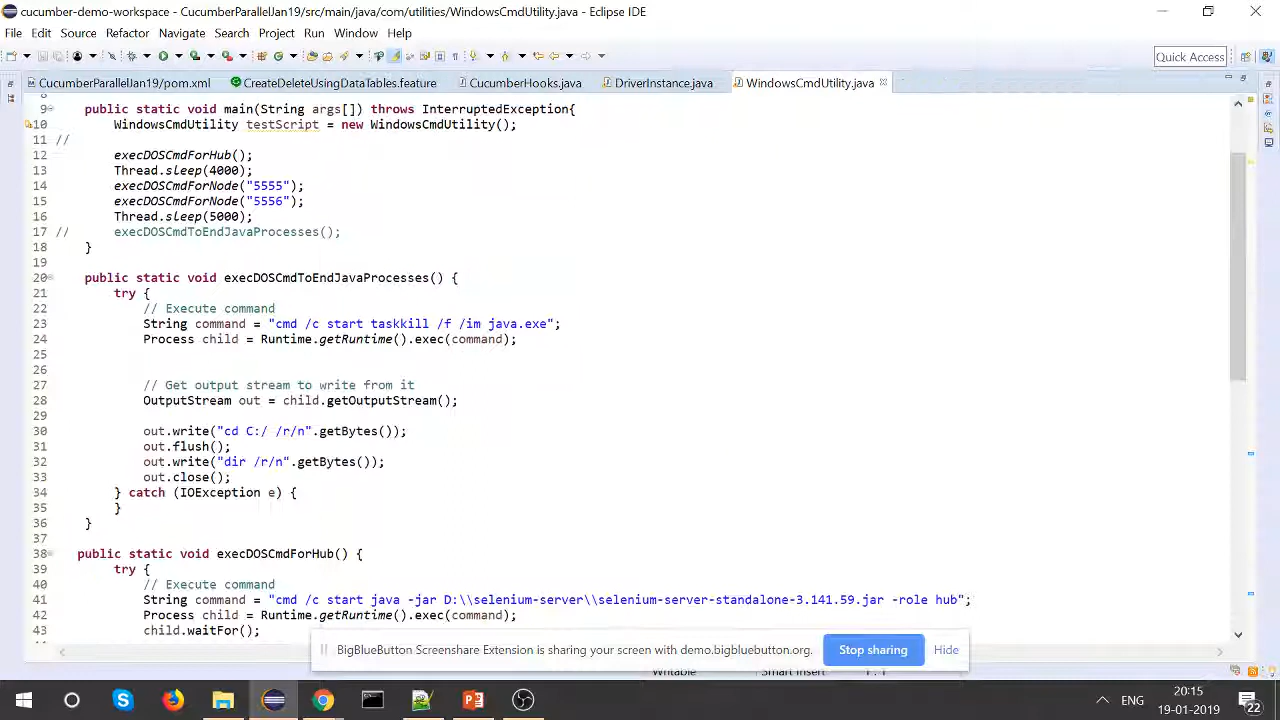 cucumber-demo-workspace - CucumberParallelJan19/src/main/java/com/utilities/WindowsCmdUtility.java - Eclipse IDE
File Edit Source Refactor Navigate Search Project Run Window Help
Quick Access
CucumberParallelJan19/pom.xml CreateDeleteUsingDataTables.feature CucumberHooks.java DriverInstance.java WindowsCmdUtility.java
9 public static void main(String args[]) throws InterruptedException{
10 WindowsCmdUtility testScript = new WindowsCmdUtility();
11 //
12 execDOSCmdForHub();
13 Thread.sleep(4000);
14 execDOSCmdForNode("5555");
15 execDOSCmdForNode("5556");
16 Thread.sleep(5000);
17 // execDOSCmdToEndJavaProcesses();
18 }
19
20 public static void execDOSCmdToEndJavaProcesses() {
21 try {
22 // Execute command
23 String command = "cmd /c start taskkill /f /im java.exe";
24 Process child = Runtime.getRuntime().exec(command);
25
26
27 // Get output stream to write from it
28 OutputStream out = child.getOutputStream();
29
30 out.write("cd C:/ /r/n".getBytes());
31 out.flush();
32 out.write("dir /r/n".getBytes());
33 out.close();
34 } catch (IOException e) {
35 }
36 }
37
38 public static void execDOSCmdForHub() {
39 try {
40 // Execute command
41 String command = "cmd /c start java -jar D:\\selenium-server\\selenium-server-standalone-3.141.59.jar -role hub";
42 Process child = Runtime.getRuntime().exec(command);
43 child.waitFor();
BigBlueButton Screenshare Extension is sharing your screen with demo.bigbluebutton.org. Stop sharing Hide
Writable Smart Insert
ENG 20:15
19-01-2019 22